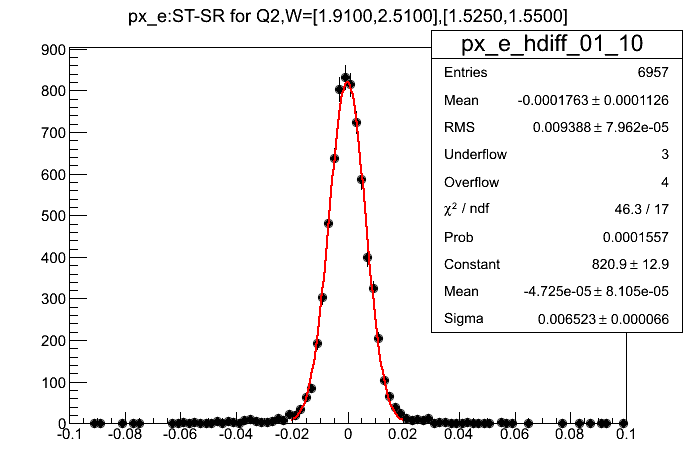 px_e:ST-SR for Q2,W=[1.9100,2.5100],[1.5250,1.5500]
px_e_hdiff_01_10
Entries 6957
Mean -0.0001763 ± 0.0001126
RMS 0.009388 ± 7.962e-05
Underflow 3
Overflow 4
χ² / ndf 46.3 / 17
Prob 0.0001557
Constant 820.9 ± 12.9
Mean -4.725e-05 ± 8.105e-05
Sigma 0.006523 ± 0.000066
900
800
700
600
500
400
300
200
100
0
-0.1 -0.08 -0.06 -0.04 -0.02 0 0.02 0.04 0.06 0.08 0.1